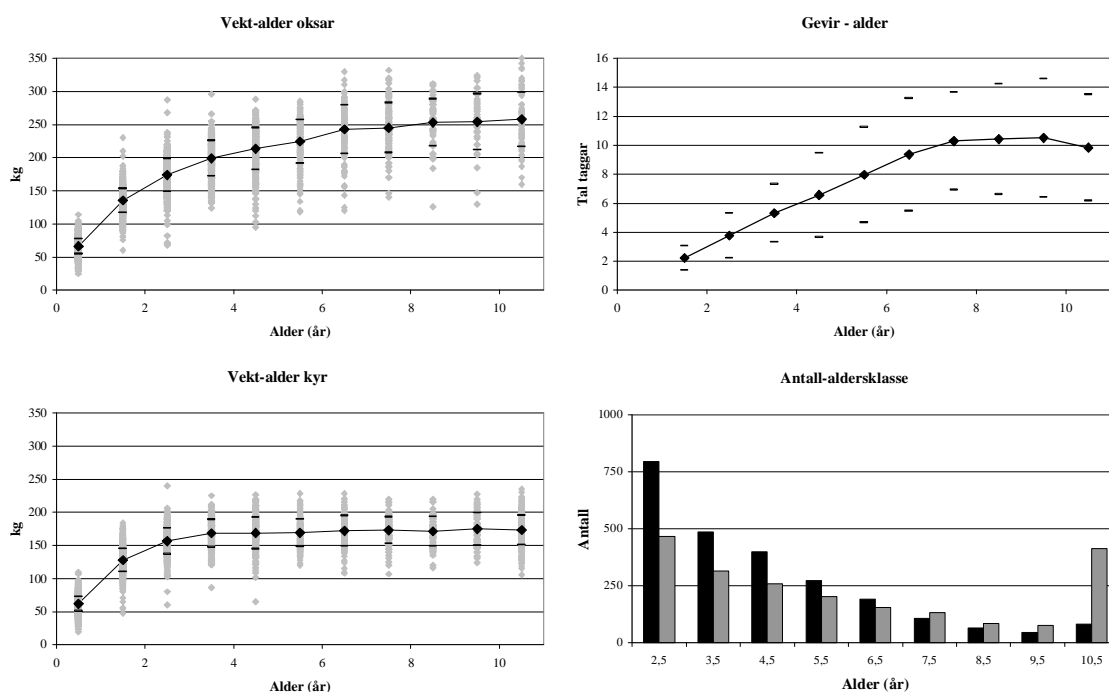 Vekt-alder oksar
350
300
250
200
150
100
50
0
kg
0 2 4 6 8 10
Alder (år)
Gevir - alder
16
14
12
10
8
6
4
2
0
Tal taggar
0 2 4 6 8 10
Alder (år)
Vekt-alder kyr
350
300
250
200
150
100
50
0
kg
0 2 4 6 8 10
Alder (år)
Antall-aldersklasse
1000
750
500
250
0
Antall
2,5 3,5 4,5 5,5 6,5 7,5 8,5 9,5 10,5
Alder (år)